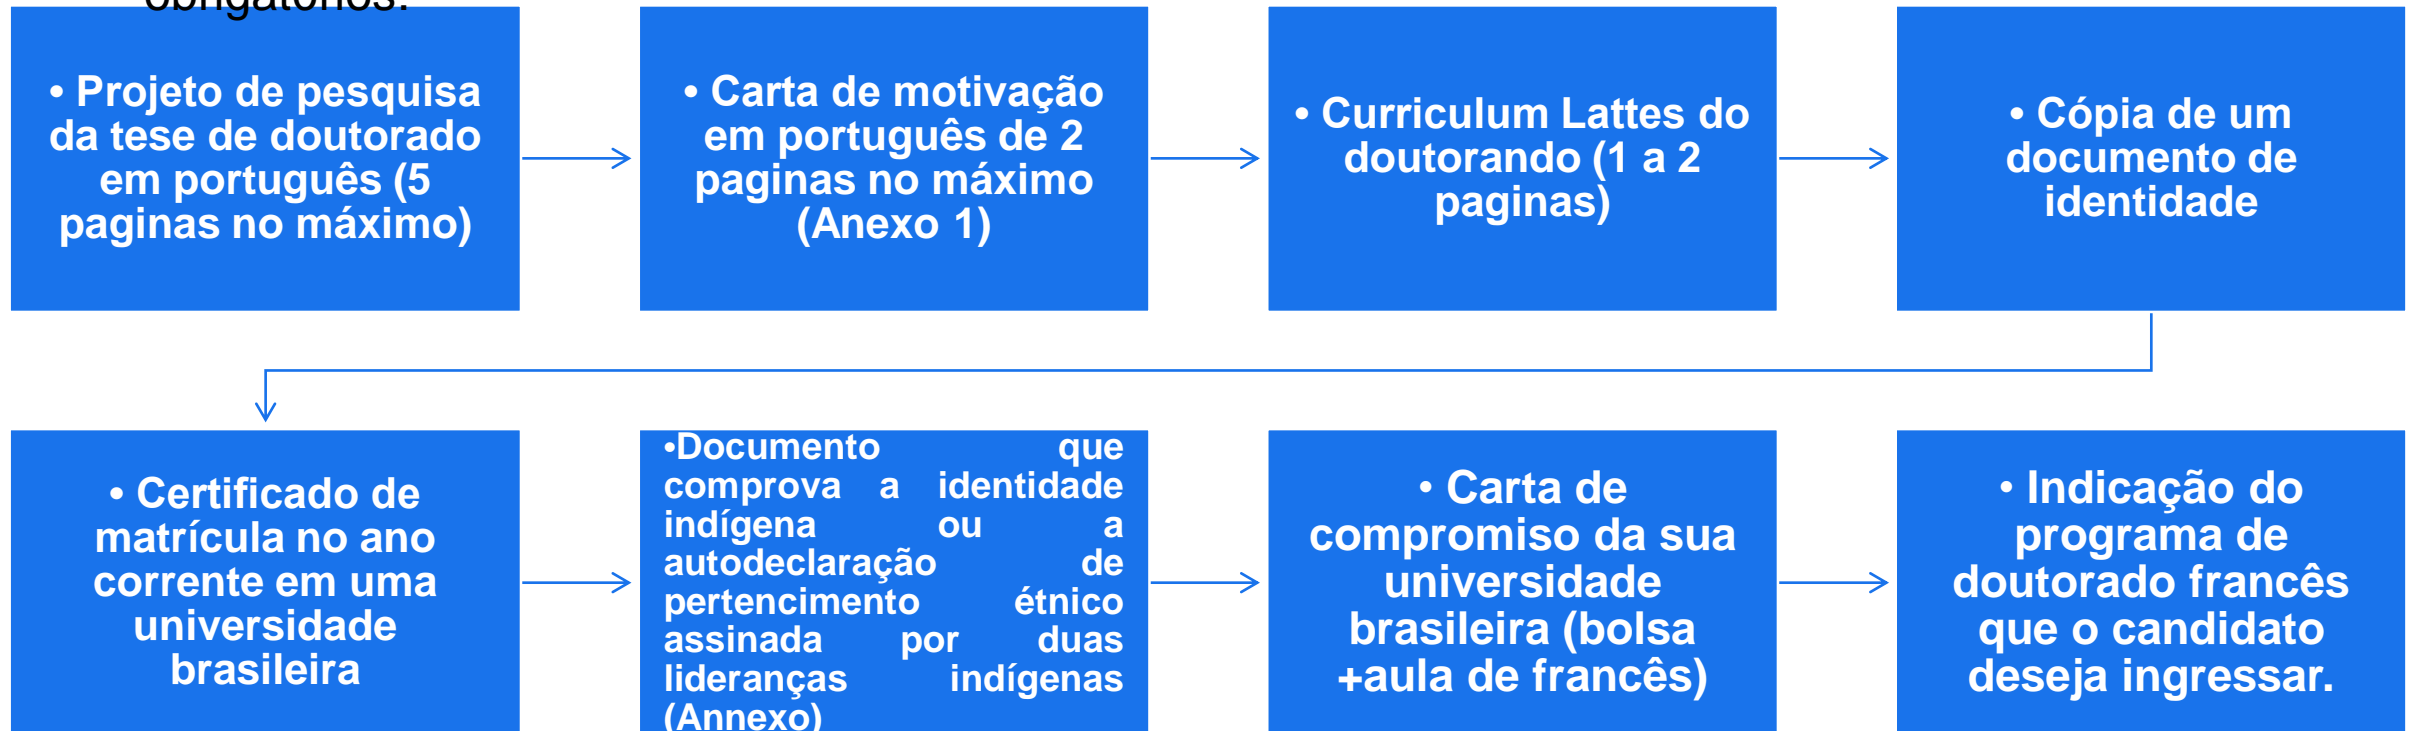 obrigatórios:
• Projeto de pesquisa
da tese de doutorado
em português (5
paginas no máximo)
• Carta de motivação
em português de 2
paginas no máximo
(Anexo 1)
• Curriculum Lattes do
doutorando (1 a 2
paginas)
• Cópia de um
documento de
identidade
• Certificado de
matrícula no ano
corrente em uma
universidade
brasileira
•Documento que
comprova a identidade
indígena ou a
autodeclaração de
pertencimento étnico
assinada por duas
lideranças indígenas
(Annexo)
• Carta de
compromiso da sua
universidade
brasileira (bolsa
+aula de francês)
• Indicação do
programa de
doutorado francês
que o candidato
deseja ingressar.